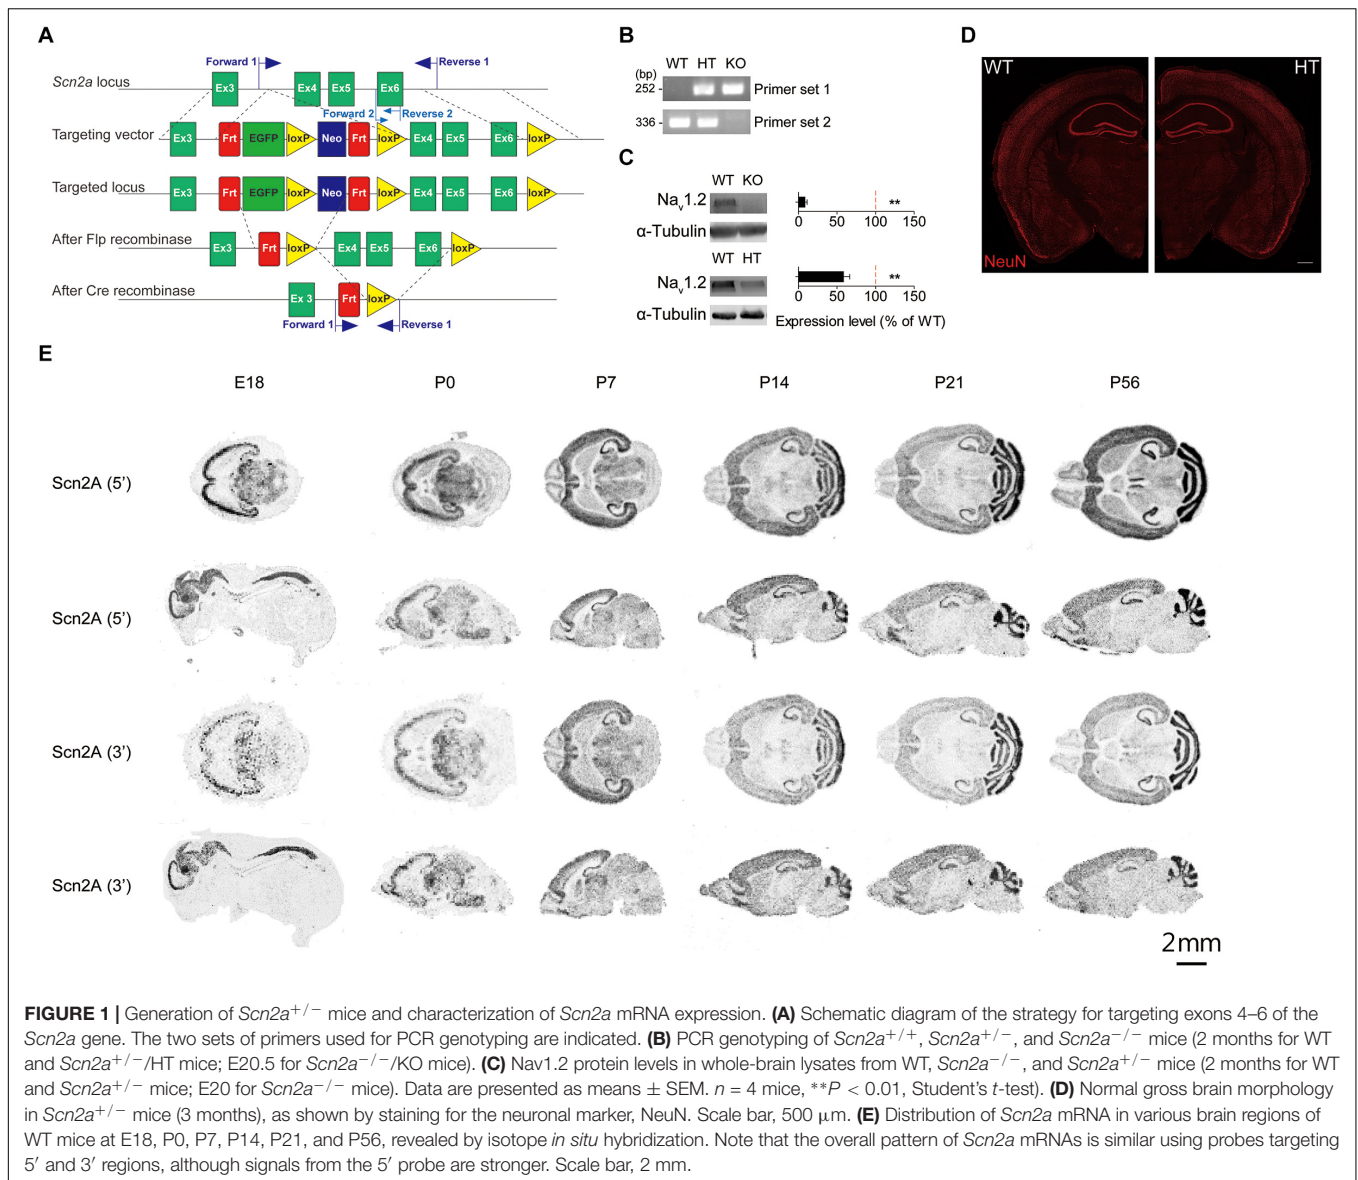 A
Forward 1
Reverse 1
Scn2a locus
Ex3
Ex4
Ex5
Ex6
Forward 2
Reverse 2
Targeting vector
Ex3
Frt
EGFP
loxP
Neo
Frt
loxP
Ex4
Ex5
Ex6
loxP
Targeted locus
Ex3
Frt
EGFP
loxP
Neo
Frt
loxP
Ex4
Ex5
Ex6
loxP
After Flp recombinase
Ex3
Frt
loxP
Ex4
Ex5
Ex6
loxP
After Cre recombinase
Ex 3
Frt
loxP
Forward 1
Reverse 1
B
(bp)
WT HT KO
252
Primer set 1
336
Primer set 2
C
WT KO
Nav1.2
α-Tubulin
**
0 50 100 150
WT HT
Nav1.2
α-Tubulin
**
0 50 100 150
Expression level (% of WT)
D
WT
HT
NeuN
E
E18 P0 P7 P14 P21 P56
Scn2A (5’)
Scn2A (5’)
Scn2A (3’)
Scn2A (3’)
2mm
FIGURE 1 | Generation of Scn2a+/− mice and characterization of Scn2a mRNA expression. (A) Schematic diagram of the strategy for targeting exons 4–6 of the
Scn2a gene. The two sets of primers used for PCR genotyping are indicated. (B) PCR genotyping of Scn2a+/+, Scn2a+/−, and Scn2a−/− mice (2 months for WT
and Scn2a+/−/HT mice; E20.5 for Scn2a−/−/KO mice). (C) Nav1.2 protein levels in whole-brain lysates from WT, Scn2a−/−, and Scn2a+/− mice (2 months for WT
and Scn2a+/− mice; E20 for Scn2a−/− mice). Data are presented as means ± SEM. n = 4 mice, **P < 0.01, Student’s t-test). (D) Normal gross brain morphology
in Scn2a+/− mice (3 months), as shown by staining for the neuronal marker, NeuN. Scale bar, 500 μm. (E) Distribution of Scn2a mRNA in various brain regions of
WT mice at E18, P0, P7, P14, P21, and P56, revealed by isotope in situ hybridization. Note that the overall pattern of Scn2a mRNAs is similar using probes targeting
5′ and 3′ regions, although signals from the 5′ probe are stronger. Scale bar, 2 mm.